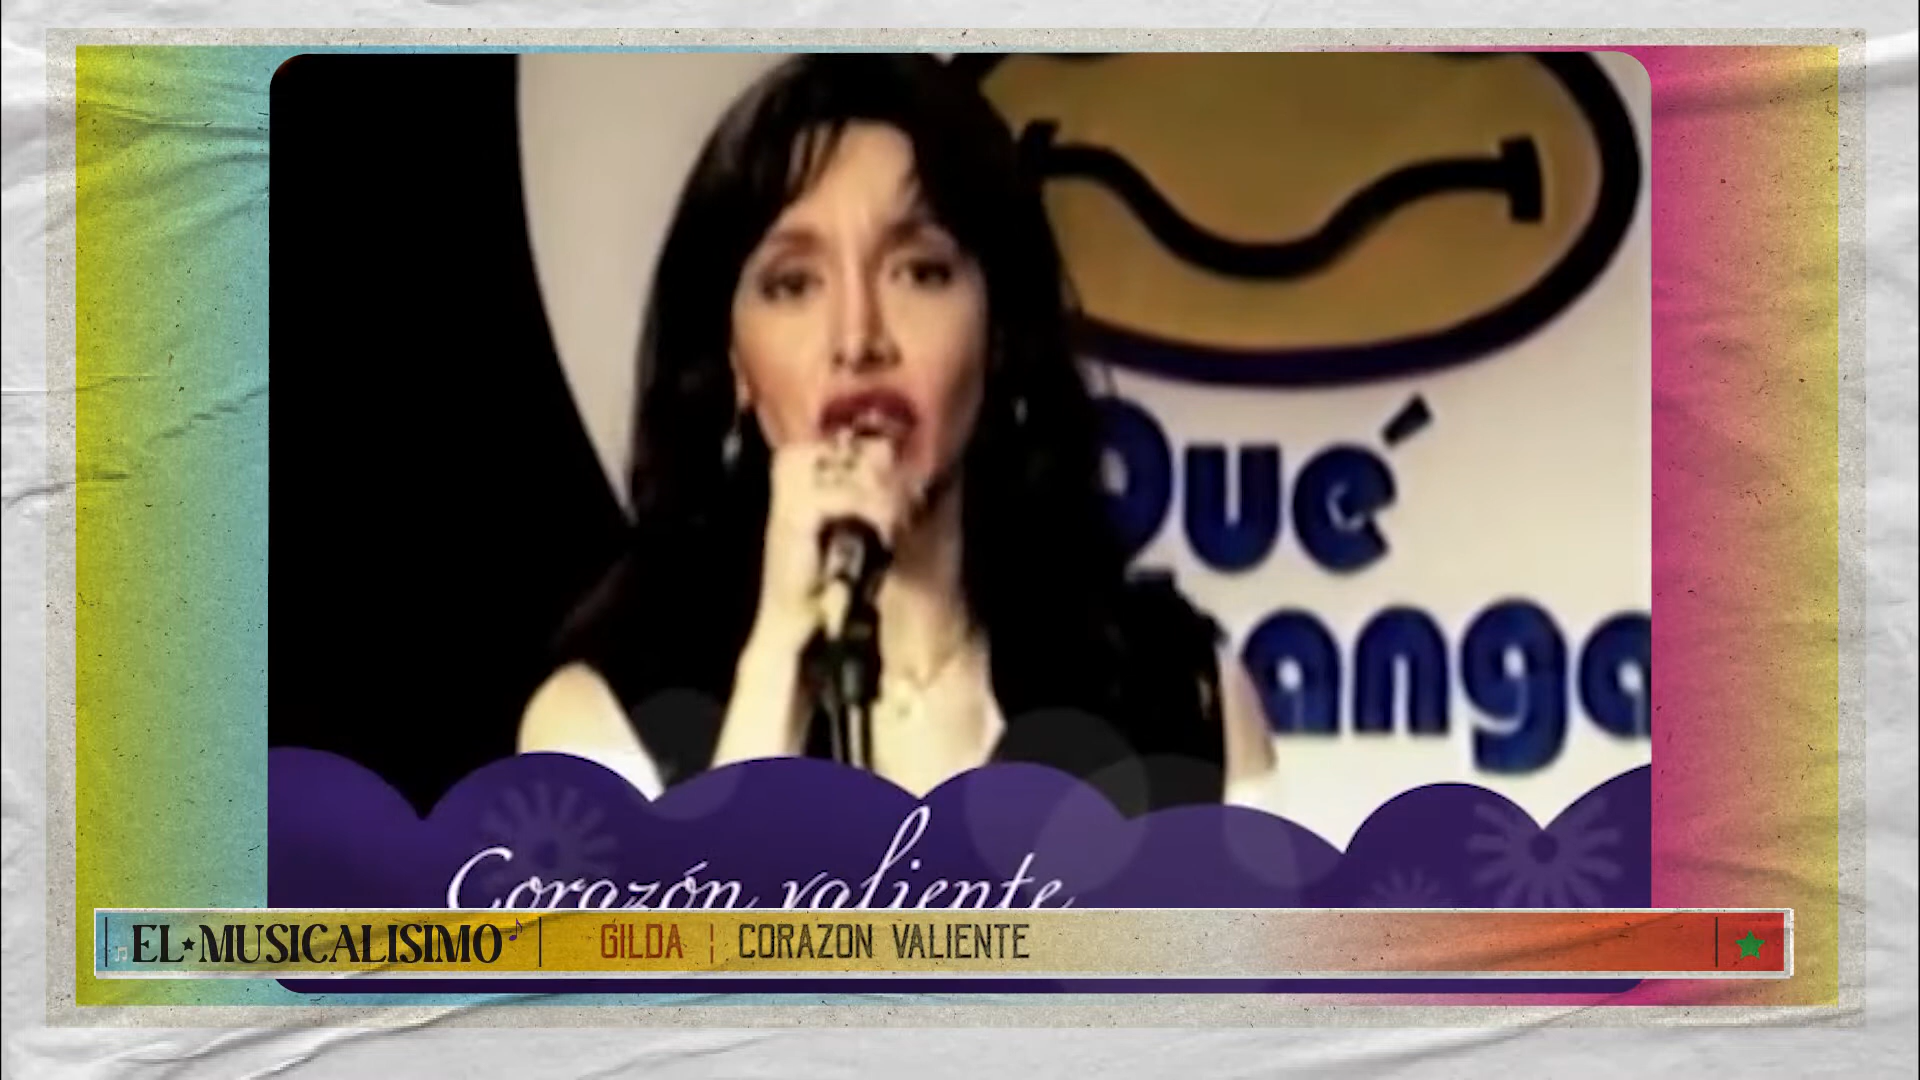 Qué
anga
Corazón valiente
EL★MUSICALISIMO GILDA | CORAZON VALIENTE